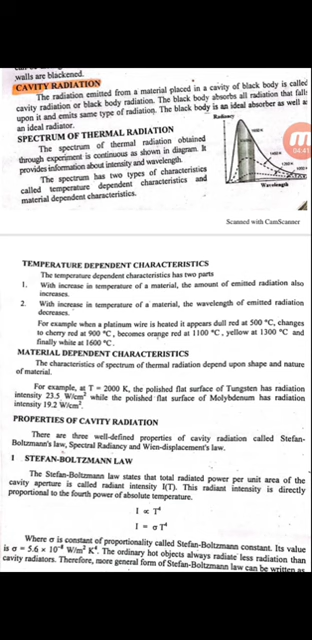 walls are blackened.
CAVITY RADIATION
The radiation emitted from a material placed in a cavity of black body is called
cavity radiation or black body radiation. The black body absorbs all radiation that falls
upon it and emits same type of radiation. The black body is an ideal absorber as well as
an ideal radiator.
SPECTRUM OF THERMAL RADIATION
The spectrum of thermal radiation obtained
through experiment is continuous as shown in diagram. It
provides information about intensity and wavelength.
The spectrum has two types of characteristics
called temperature dependent characteristics and
material dependent characteristics.
Radiancy
Wavelength
04:41
Scanned with CamScanner
TEMPERATURE DEPENDENT CHARACTERISTICS
The temperature dependent characteristics has two parts
1. With increase in temperature of a material, the amount of emitted radiation also
increases.
2. With increase in temperature of a material, the wavelength of emitted radiation
decreases.
For example when a platinum wire is heated it appears dull red at 500 °C, changes
to cherry red at 900 °C, becomes orange red at 1100 °C, yellow at 1300 °C and
finally white at 1600 °C.
MATERIAL DEPENDENT CHARACTERISTICS
The characteristics of spectrum of thermal radiation depend upon shape and nature
of material.
For example, at T = 2000 K, the polished flat surface of Tungsten has radiation
intensity 23.5 W/cm² while the polished flat surface of Molybdenum has radiation
intensity 19.2 W/cm².
PROPERTIES OF CAVITY RADIATION
There are three well-defined properties of cavity radiation called Stefan-
Boltzmann's law, Spectral Radiancy and Wien-displacement's law.
1 STEFAN-BOLTZMANN LAW
The Stefan-Boltzmann law states that total radiated power per unit area of the
cavity aperture is called radiant intensity I(T). This radiant intensity is directly
proportional to the fourth power of absolute temperature.
I ∝ T⁴
I = σ T⁴
Where σ is constant of proportionality called Stefan-Boltzmann constant. Its value
is σ = 5.6 × 10⁻⁸ W/m² K⁴. The ordinary hot objects always radiate less radiation than
cavity radiators. Therefore, more general form of Stefan-Boltzmann law can be written as